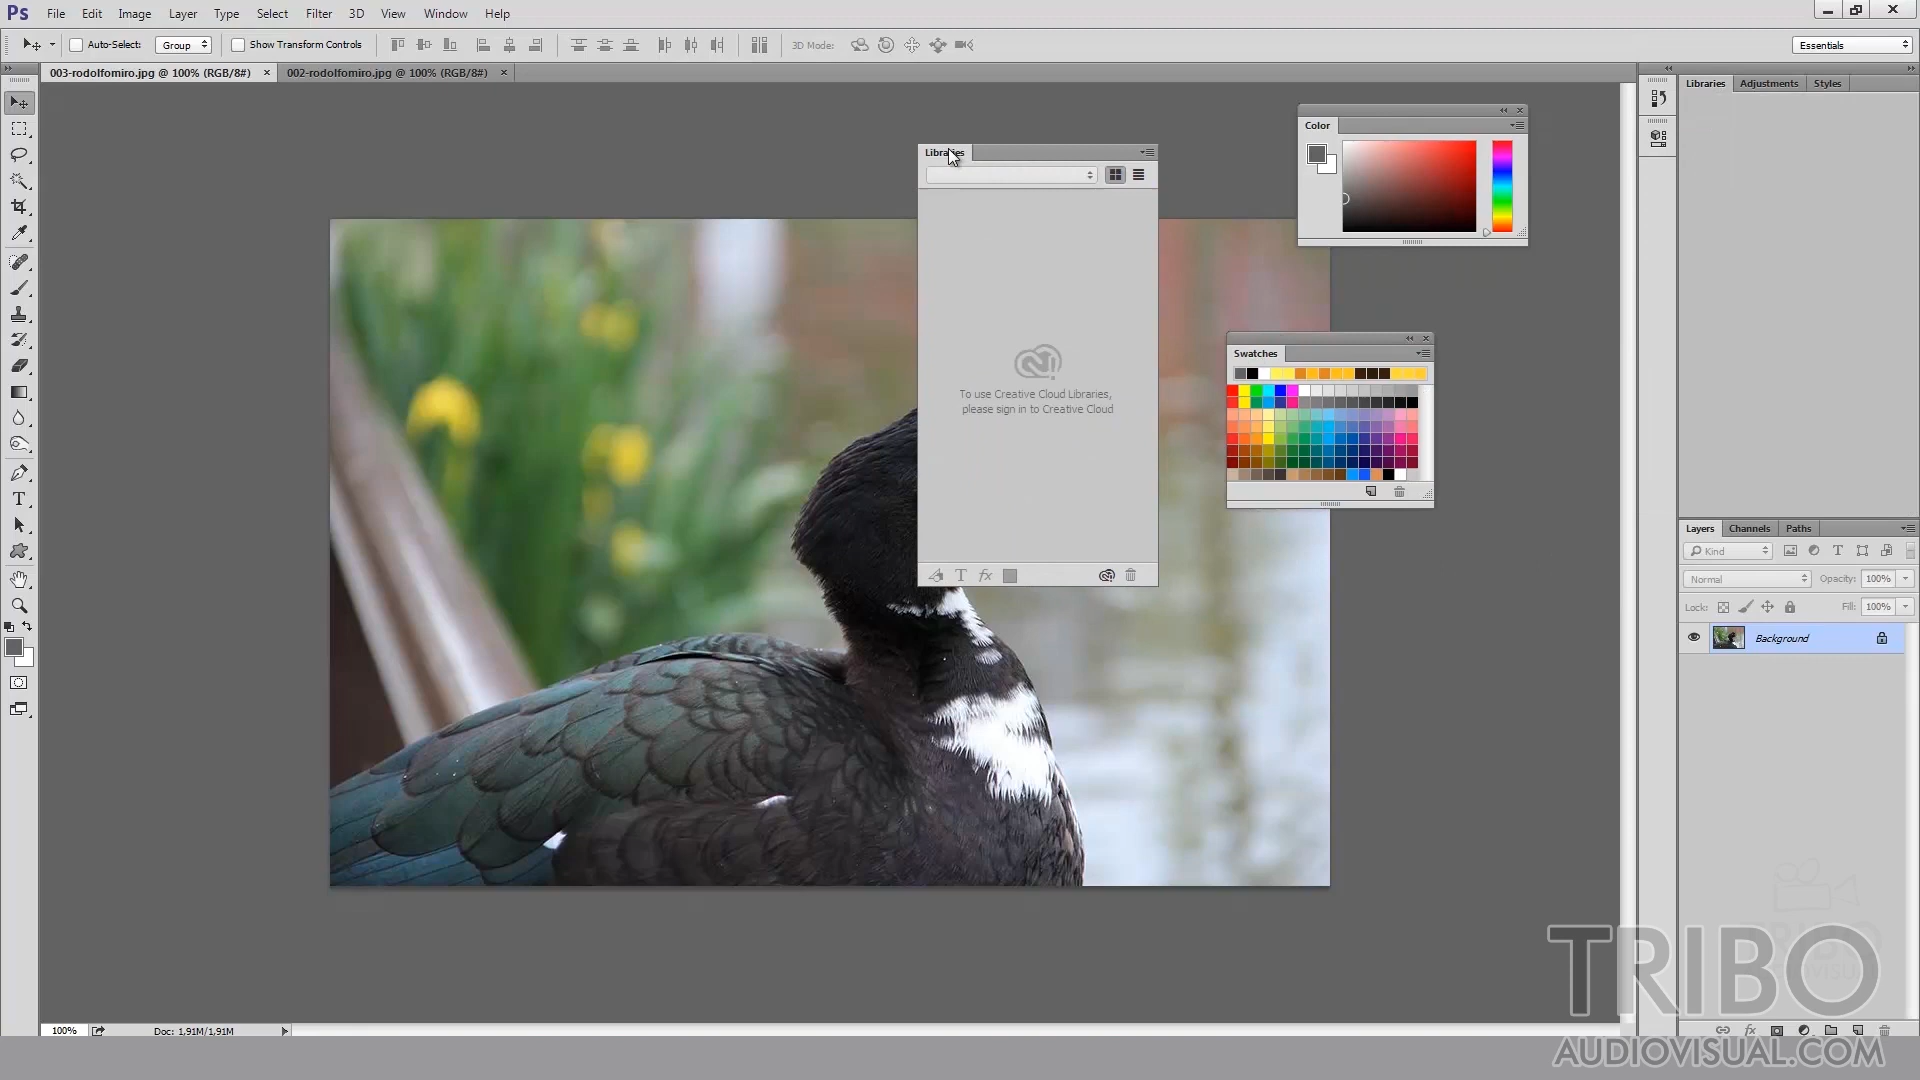 Ps File Edit Image Layer Type Select Filter 3D View Window Help
Auto-Select: Group Show Transform Controls 3D Mode: Essentials
003-rodolfomiro.jpg @ 100% (RGB/8#) × 002-rodolfomiro.jpg @ 100% (RGB/8#) ×
Libraries Adjustments Styles
Color
Libraries
To use Creative Cloud Libraries,
please sign in to Creative Cloud
T fx
Swatches
Layers Channels Paths
Kind T
Normal Opacity: 100%
Lock: Fill: 100%
Background
T
TRIBO
AUDIOVISUAL.COM
100% Doc: 1,91M/1,91M
fx